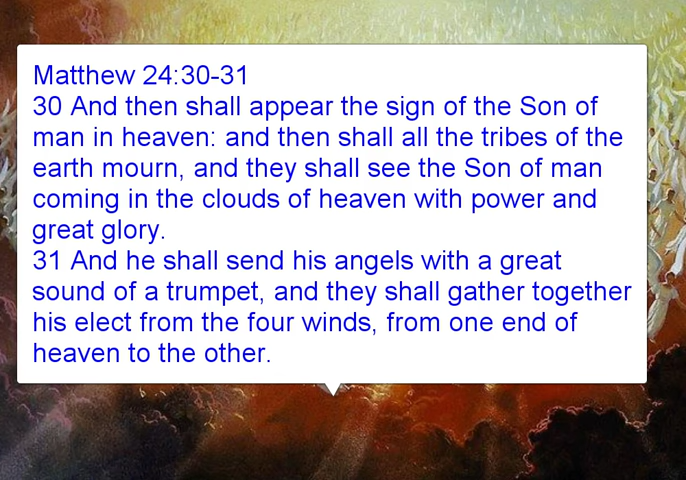 Matthew 24:30-31
30 And then shall appear the sign of the Son of
man in heaven: and then shall all the tribes of the
earth mourn, and they shall see the Son of man
coming in the clouds of heaven with power and
great glory.
31 And he shall send his angels with a great
sound of a trumpet, and they shall gather together
his elect from the four winds, from one end of
heaven to the other.